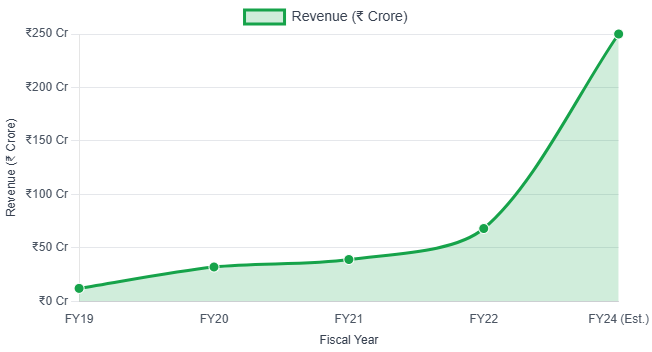 Revenue (₹ Crore)
₹250 Cr
₹200 Cr
₹150 Cr
₹100 Cr
₹50 Cr
₹0 Cr
Revenue (₹ Crore)
FY19 FY20 FY21 FY22 FY24 (Est.)
Fiscal Year